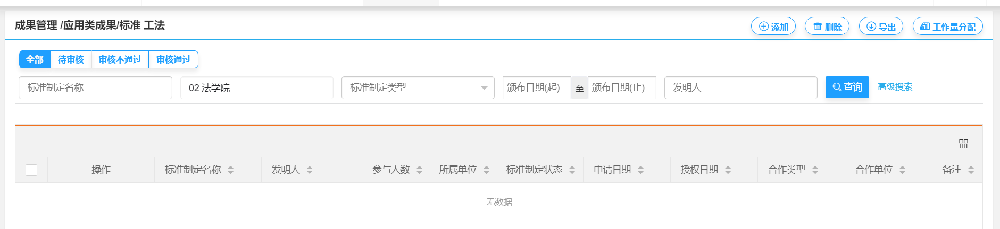 成果管理 /应用类成果/标准 工法
添加 删除 导出 工作量分配
全部 待审核 审核不通过 审核通过
标准制定名称 02 法学院 标准制定类型 颁布日期(起) 至 颁布日期(止) 发明人 查询 高级搜索
操作 标准制定名称 发明人 参与人数 所属单位 标准制定状态 申请日期 授权日期 合作类型 合作单位 备注
无数据